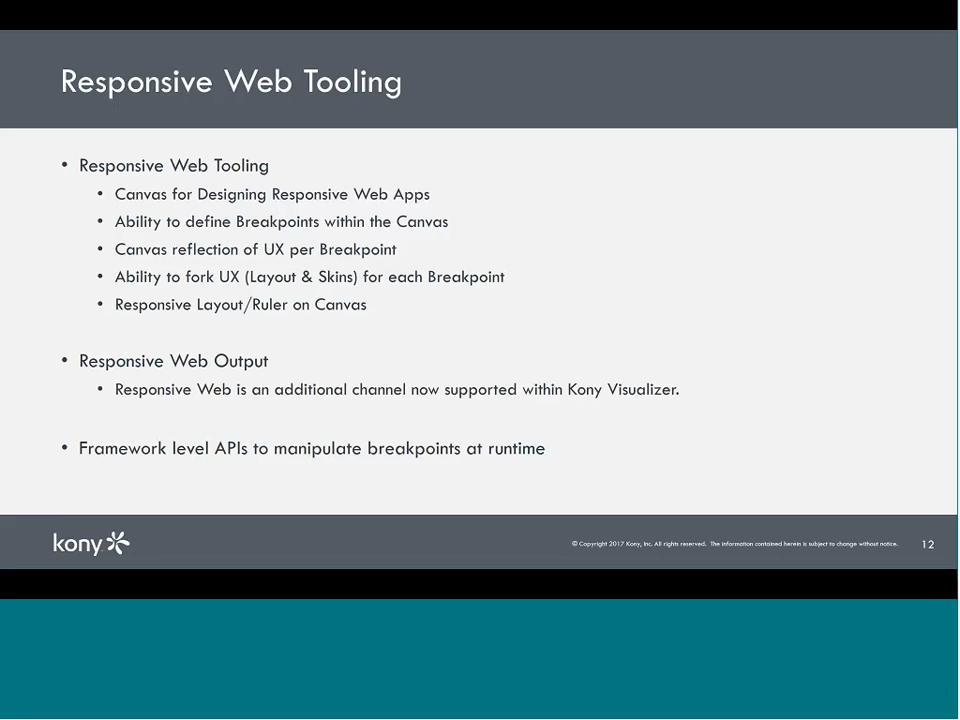 Responsive Web Tooling
• Responsive Web Tooling
• Canvas for Designing Responsive Web Apps
• Ability to define Breakpoints within the Canvas
• Canvas reflection of UX per Breakpoint
• Ability to fork UX (Layout & Skins) for each Breakpoint
• Responsive Layout/Ruler on Canvas
• Responsive Web Output
• Responsive Web is an additional channel now supported within Kony Visualizer.
• Framework level APIs to manipulate breakpoints at runtime
kony
© Copyright 2017 Kony, Inc. All rights reserved. The information contained herein is subject to change without notice.
12